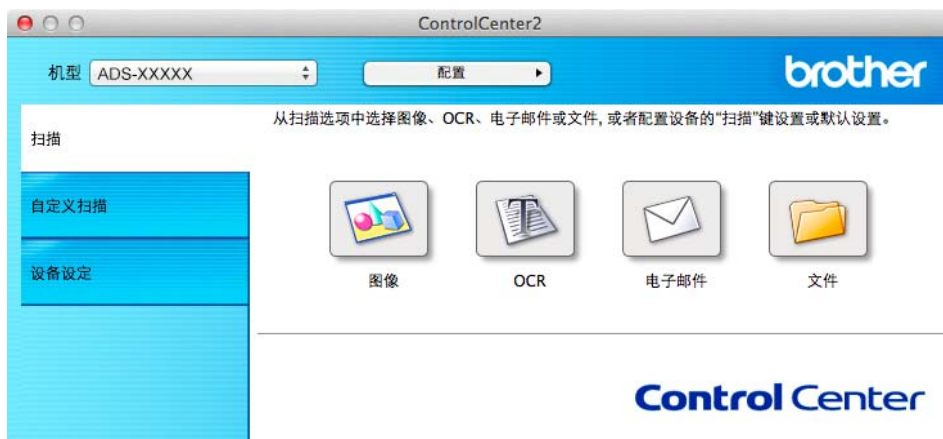 ControlCenter2
机型 ADS-XXXXX 配置 brother
从扫描选项中选择图像、OCR、电子邮件或文件, 或者配置设备的"扫描"键设置或默认设置。
扫描
自定义扫描
设备设定
图像 OCR 电子邮件 文件
Control Center